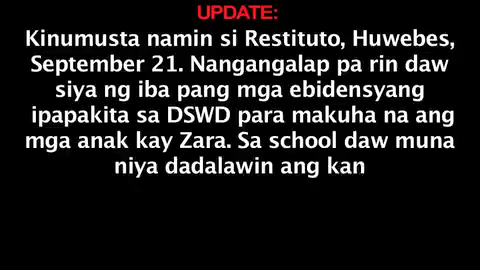 UPDATE:
Kinumusta namin si Restituto, Huwebes,
September 21. Nangangalap pa rin daw
siya ng iba pang mga ebidensyang
ipapakita sa DSWD para makuha na ang
mga anak kay Zara. Sa school daw muna
niya dadalawin ang kan